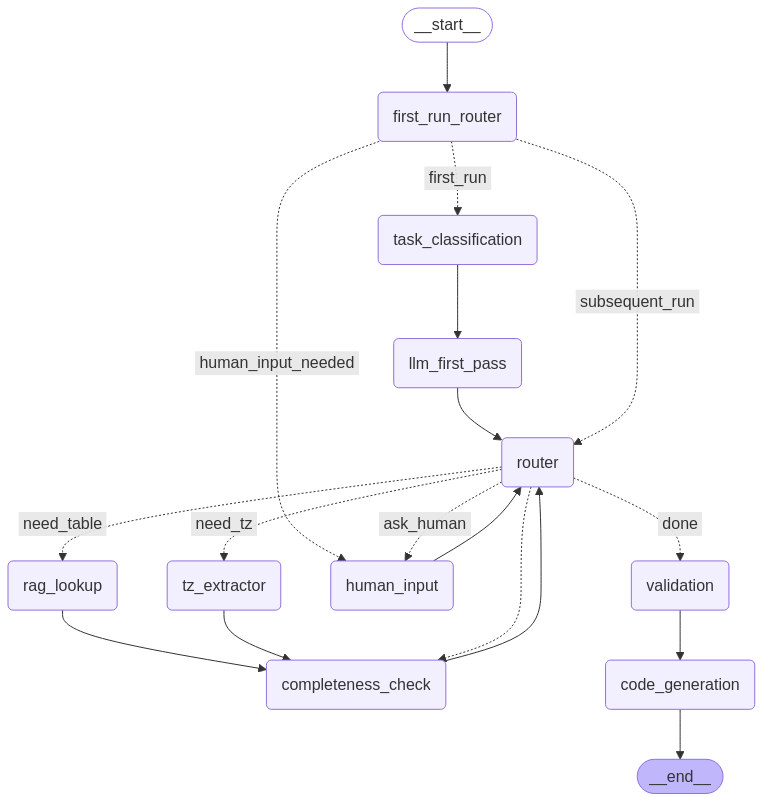 __start__
first_run_router
first_run
task_classification
subsequent_run
human_input_needed
llm_first_pass
router
need_table
need_tz
ask_human
done
rag_lookup
tz_extractor
human_input
validation
completeness_check
code_generation
__end__